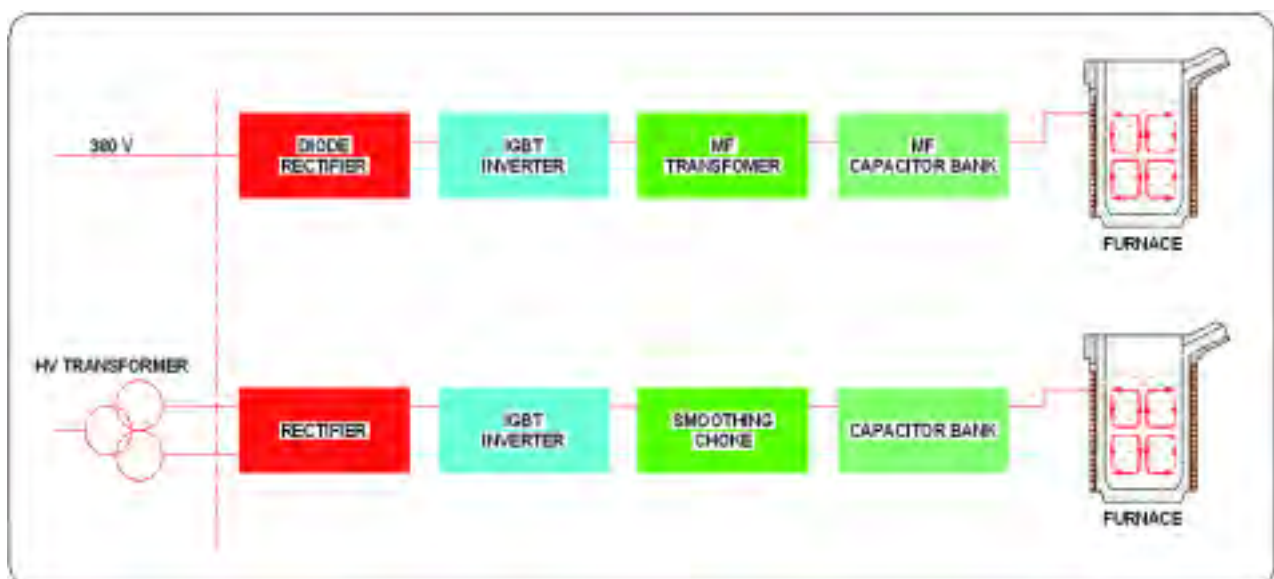 380 V
DIODE
RECTIFIER
IGBT
INVERTER
MF
TRANSFOMER
MF
CAPACITOR BANK
FURNACE
HV TRANSFORMER
RECTIFIER
IGBT
INVERTER
SMOOTHING
CHOKE
CAPACITOR BANK
FURNACE